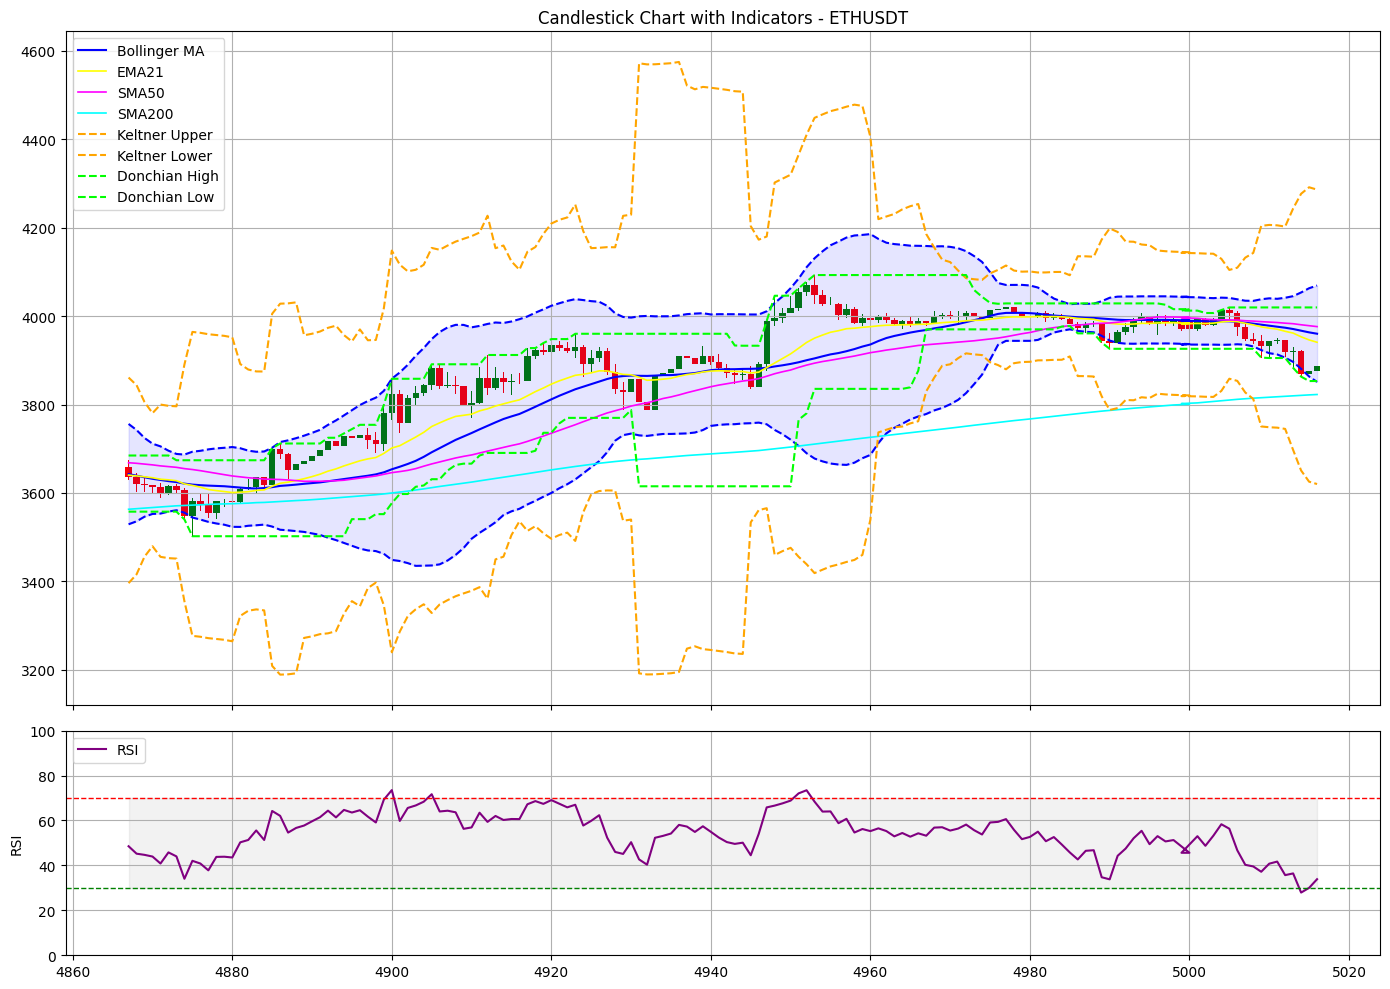 Candlestick Chart with Indicators - ETHUSDT
Bollinger MA
EMA21
SMA50
SMA200
Keltner Upper
Keltner Lower
Donchian High
Donchian Low
4600
4400
4200
4000
3800
3600
3400
3200
RSI
100
80
60
40
20
0
RSI
4860 4880 4900 4920 4940 4960 4980 5000 5020